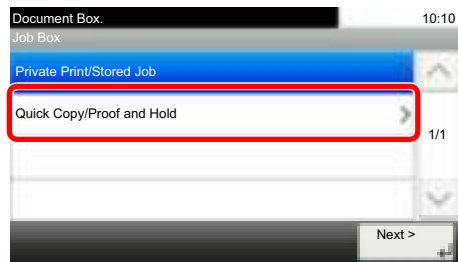 Document Box. 10:10
Job Box
Private Print/Stored Job
Quick Copy/Proof and Hold
1/1
Next >